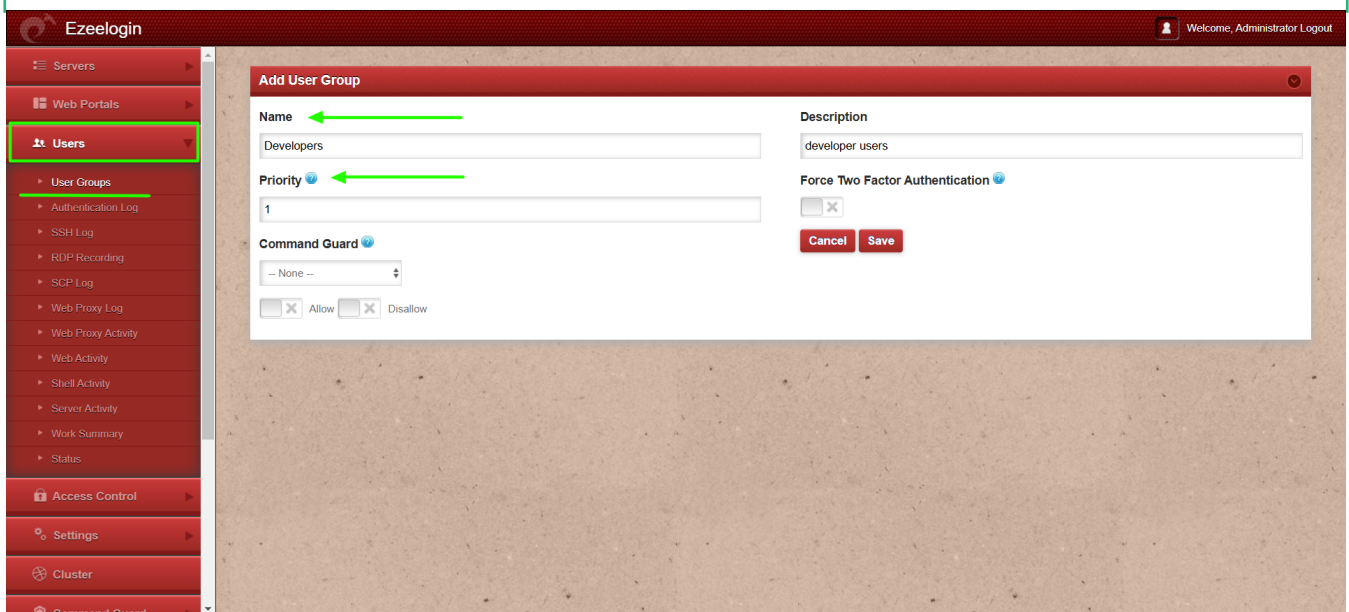 Ezeelogin
Welcome, Administrator Logout
Servers
Web Portals
Users
User Groups
Authentication Log
SSH Log
RDP Recording
SCP Log
Web Proxy Log
Web Proxy Activity
Web Activity
Shell Activity
Server Activity
Work Summary
Status
Access Control
Settings
Cluster
Command Guard
Add User Group
Name
Developers
Priority ?
1
Command Guard ?
-- None --
Allow Disallow
Description
developer users
Force Two Factor Authentication ?
Cancel Save